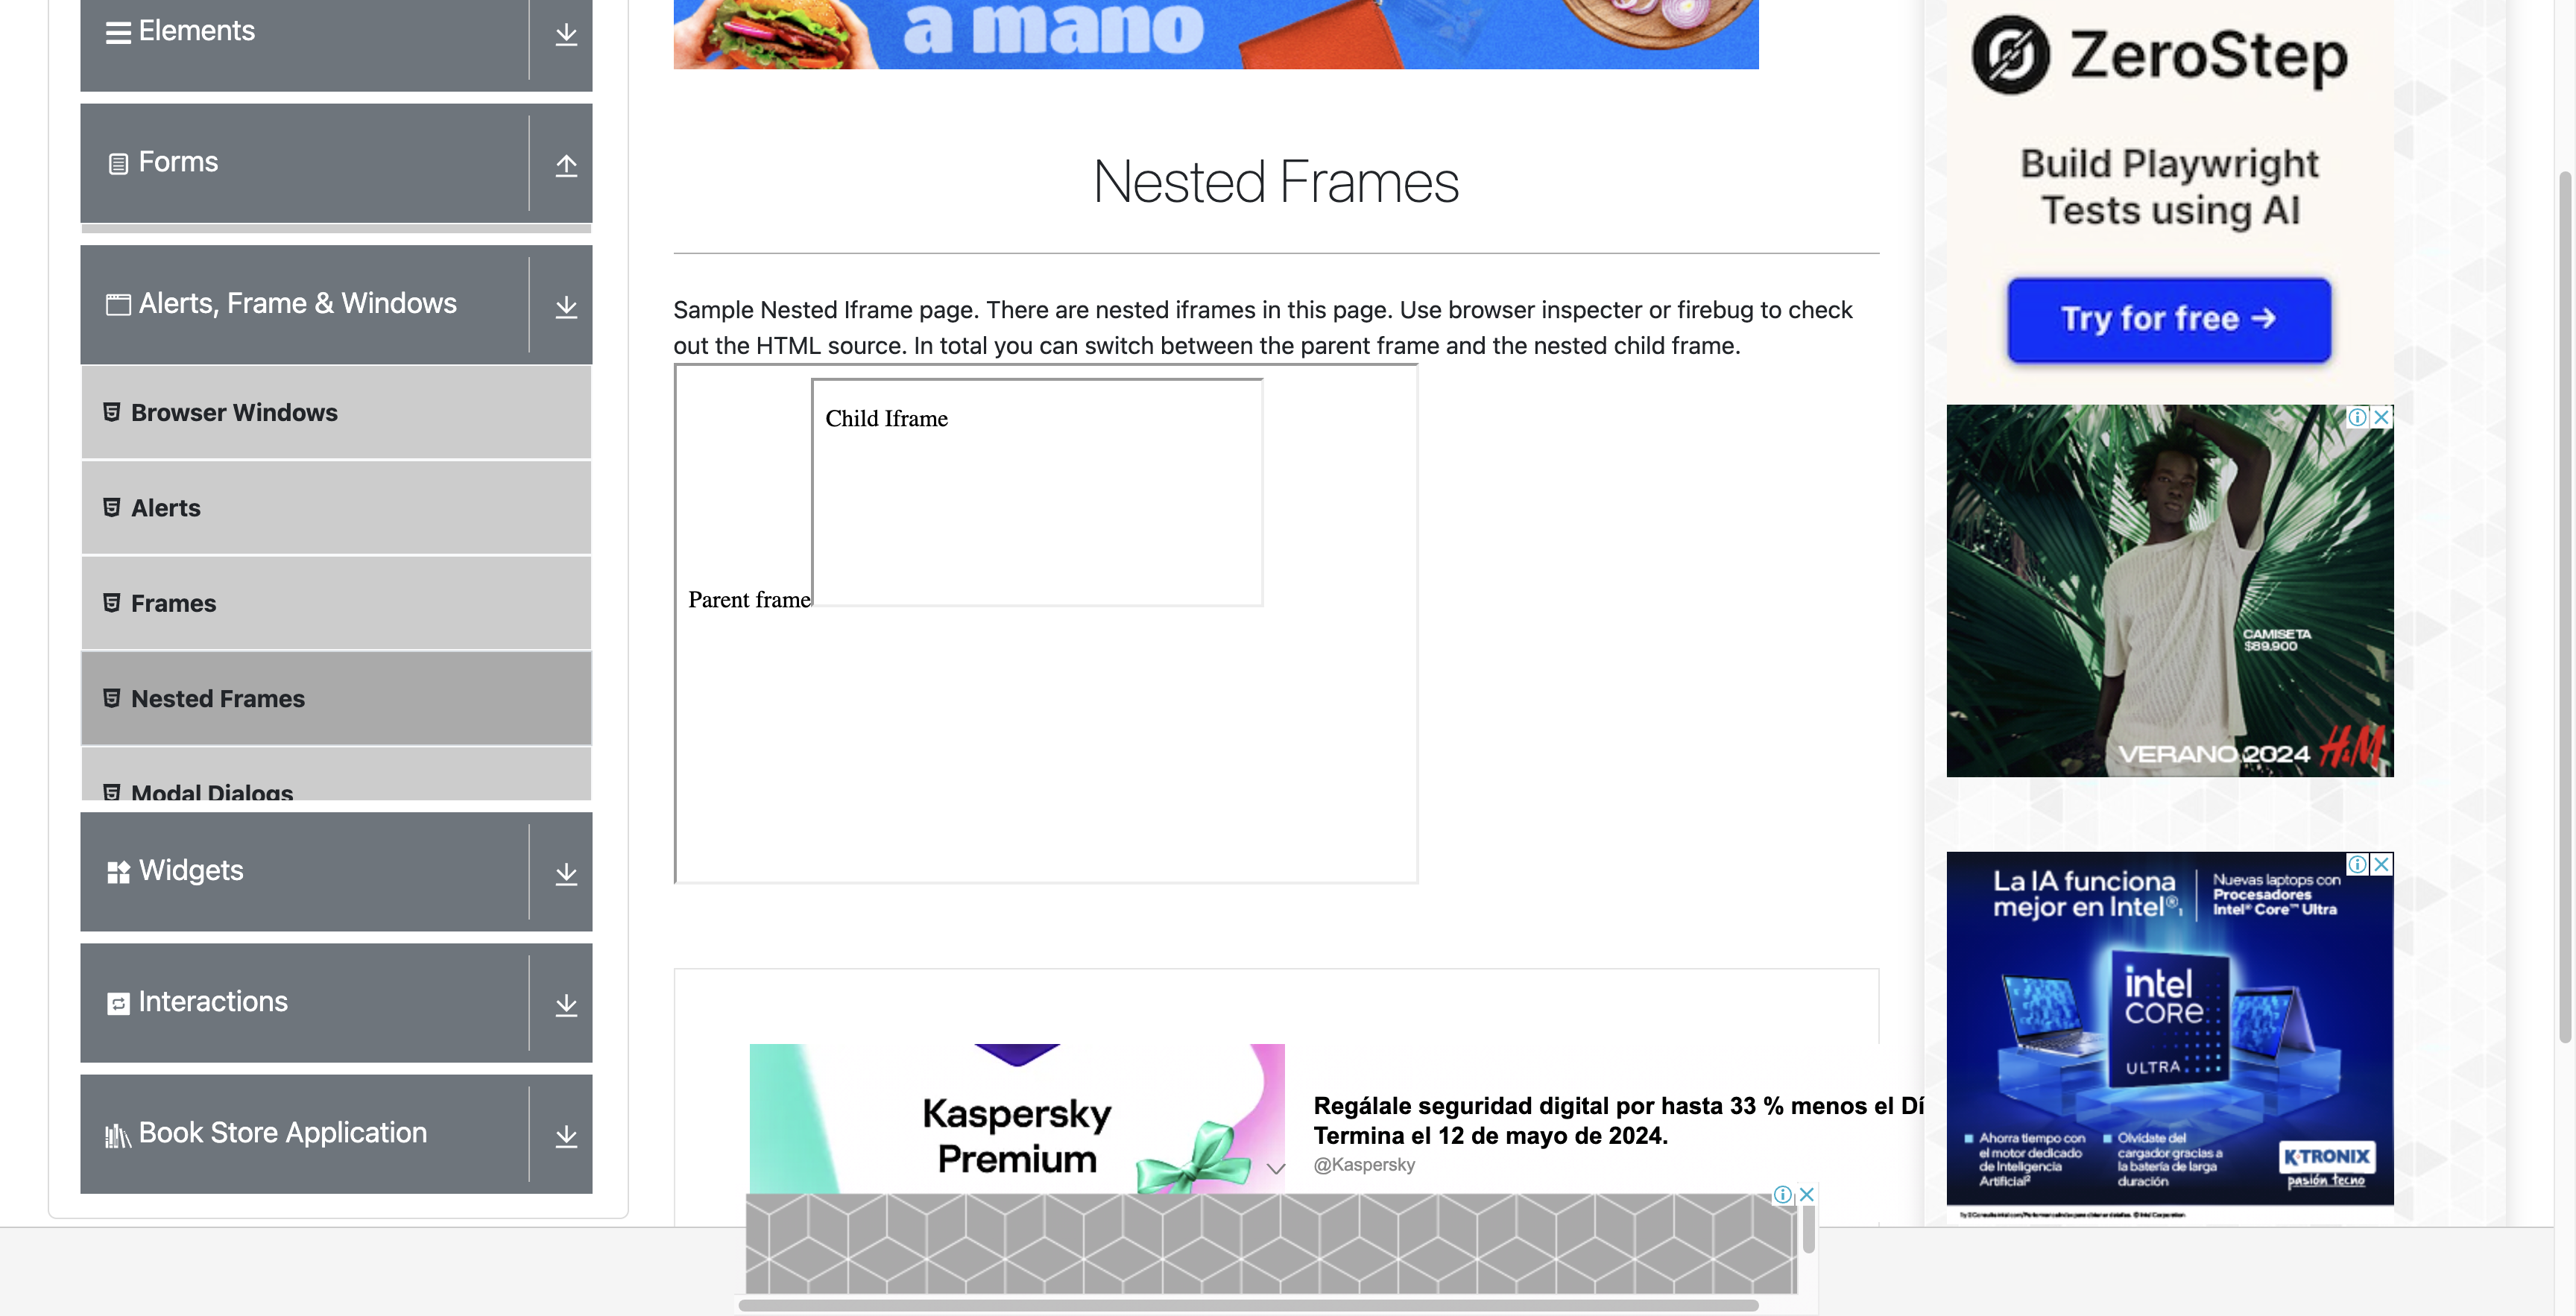 Elements
Forms
Alerts, Frame & Windows
Browser Windows
Alerts
Frames
Nested Frames
Modal Dialogs
Widgets
Interactions
Book Store Application
a mano
Nested Frames
Sample Nested Iframe page. There are nested iframes in this page. Use browser inspecter or firebug to check
out the HTML source. In total you can switch between the parent frame and the nested child frame.
Child Iframe
Parent frame
Kaspersky
Premium
Regálale seguridad digital por hasta 33 % menos el Dí
Termina el 12 de mayo de 2024.
@Kaspersky
ZeroStep
Build Playwright
Tests using AI
Try for free →
CAMISETA
$89.900
VERANO 2024 H&M
La IA funciona
mejor en Intel®1
Nuevas laptops con
Procesadores
Intel® Core™ Ultra
intel
CORE
ULTRA
Ahorra tiempo con
el motor dedicado
de Inteligencia
Artificial²
Olvídate del
cargador gracias a
la batería de larga
duración
K-TRONIX
pasión tecno